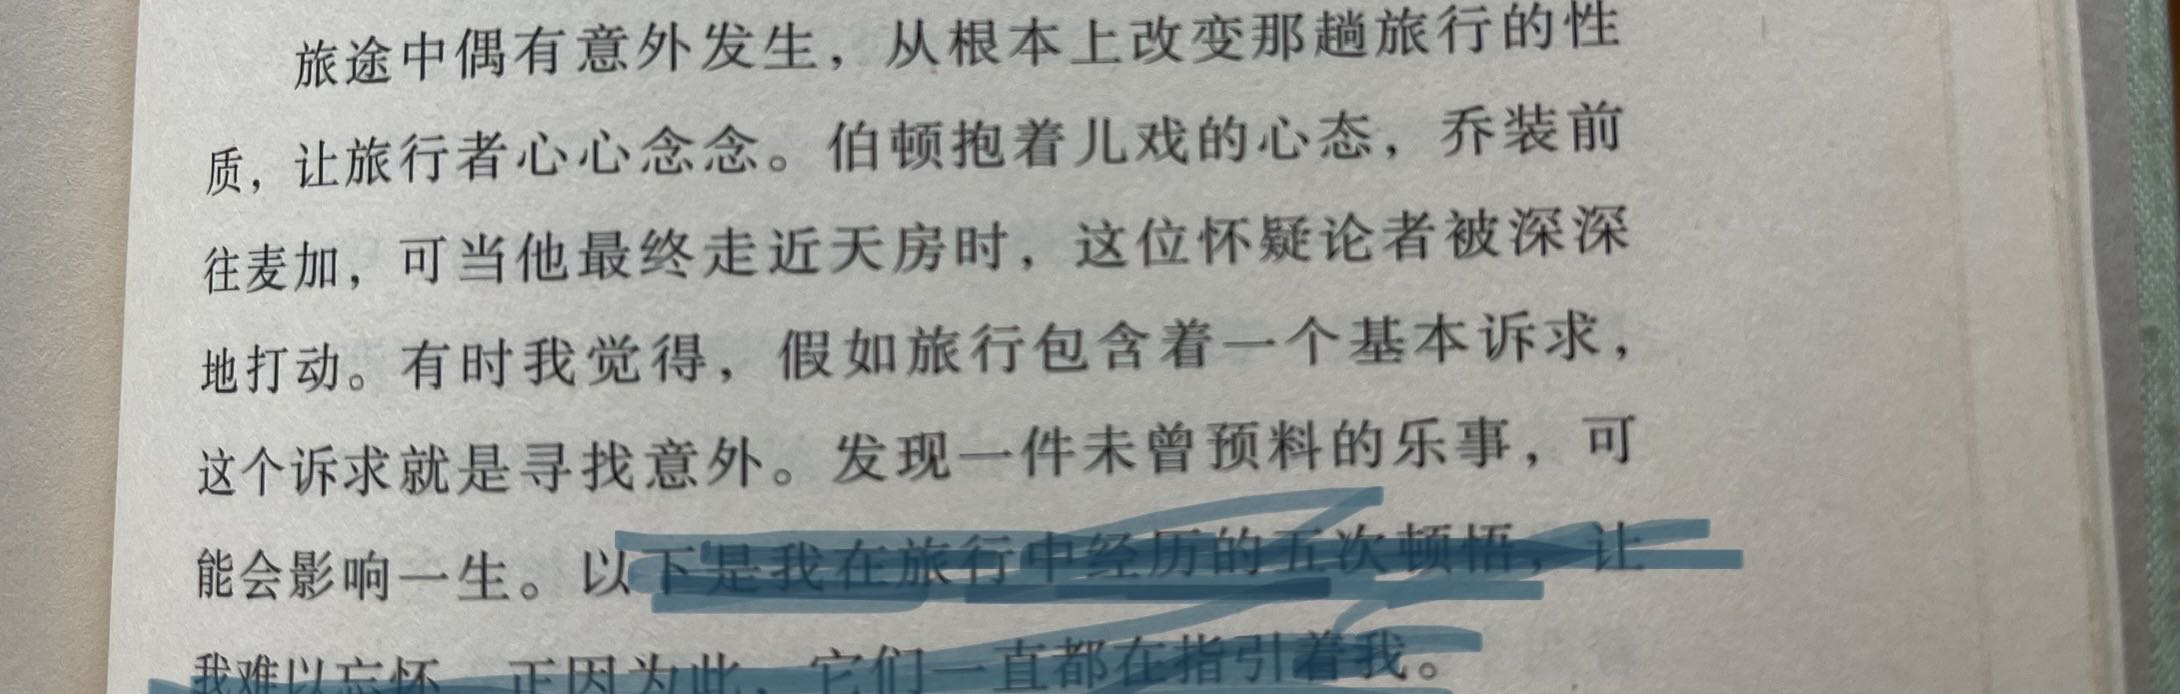 旅途中偶有意外发生，从根本上改变那趟旅行的性
质，让旅行者心心念念。伯顿抱着儿戏的心态，乔装前
往麦加，可当他最终走近天房时，这位怀疑论者被深深
地打动。有时我觉得，假如旅行包含着一个基本诉求，
这个诉求就是寻找意外。发现一件未曾预料的乐事，可
能会影响一生。以下是我在旅行中经历的五次顿悟，让
我难以忘怀，正因为此，它们一直都在指引着我。